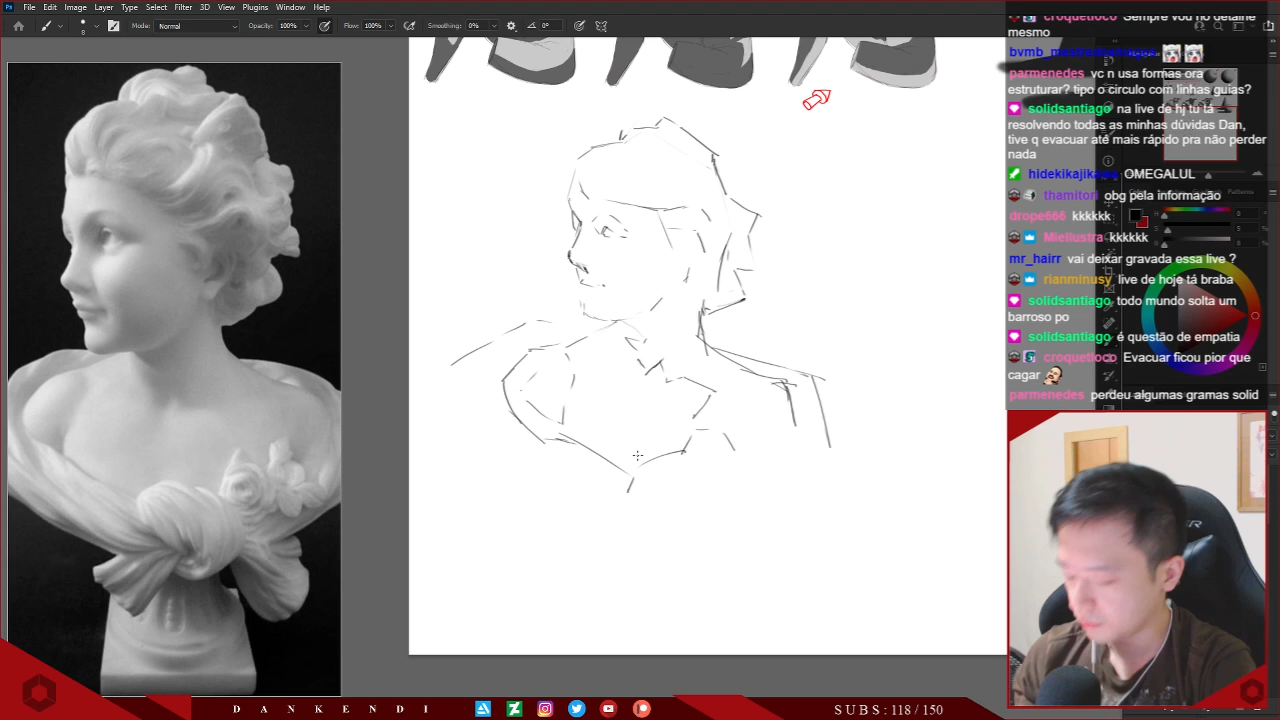 Ps File Edit Image Layer Type Select Filter 3D View Plugins Window Help
8 Mode: Normal Opacity: 100% Flow: 100% Smoothing: 0% 0°
croquetloco Sempre vou no detalhe
mesmo
parmenedes vc n usa formas ora
estruturar? tipo o circulo com linhas guias?
solidsantiago na live de hj tu tá
resolvendo todas as minhas dúvidas Dan,
tive q evacuar até mais rápido pra não perder
nada
OMEGALUL
thamitori obg pela informação
drope666 kkkkkk
Miellustra kkkkkk
mr_hairr vai deixar gravada essa live ?
rianminusy live de hoje tá braba
solidsantiago todo mundo solta um
barroso po
solidsantiago é questão de empatia
croquetloco Evacuar ficou pior que
cagar
parmenedes perdeu algumas gramas solid
DANKENDI
SUBS: 118 / 150